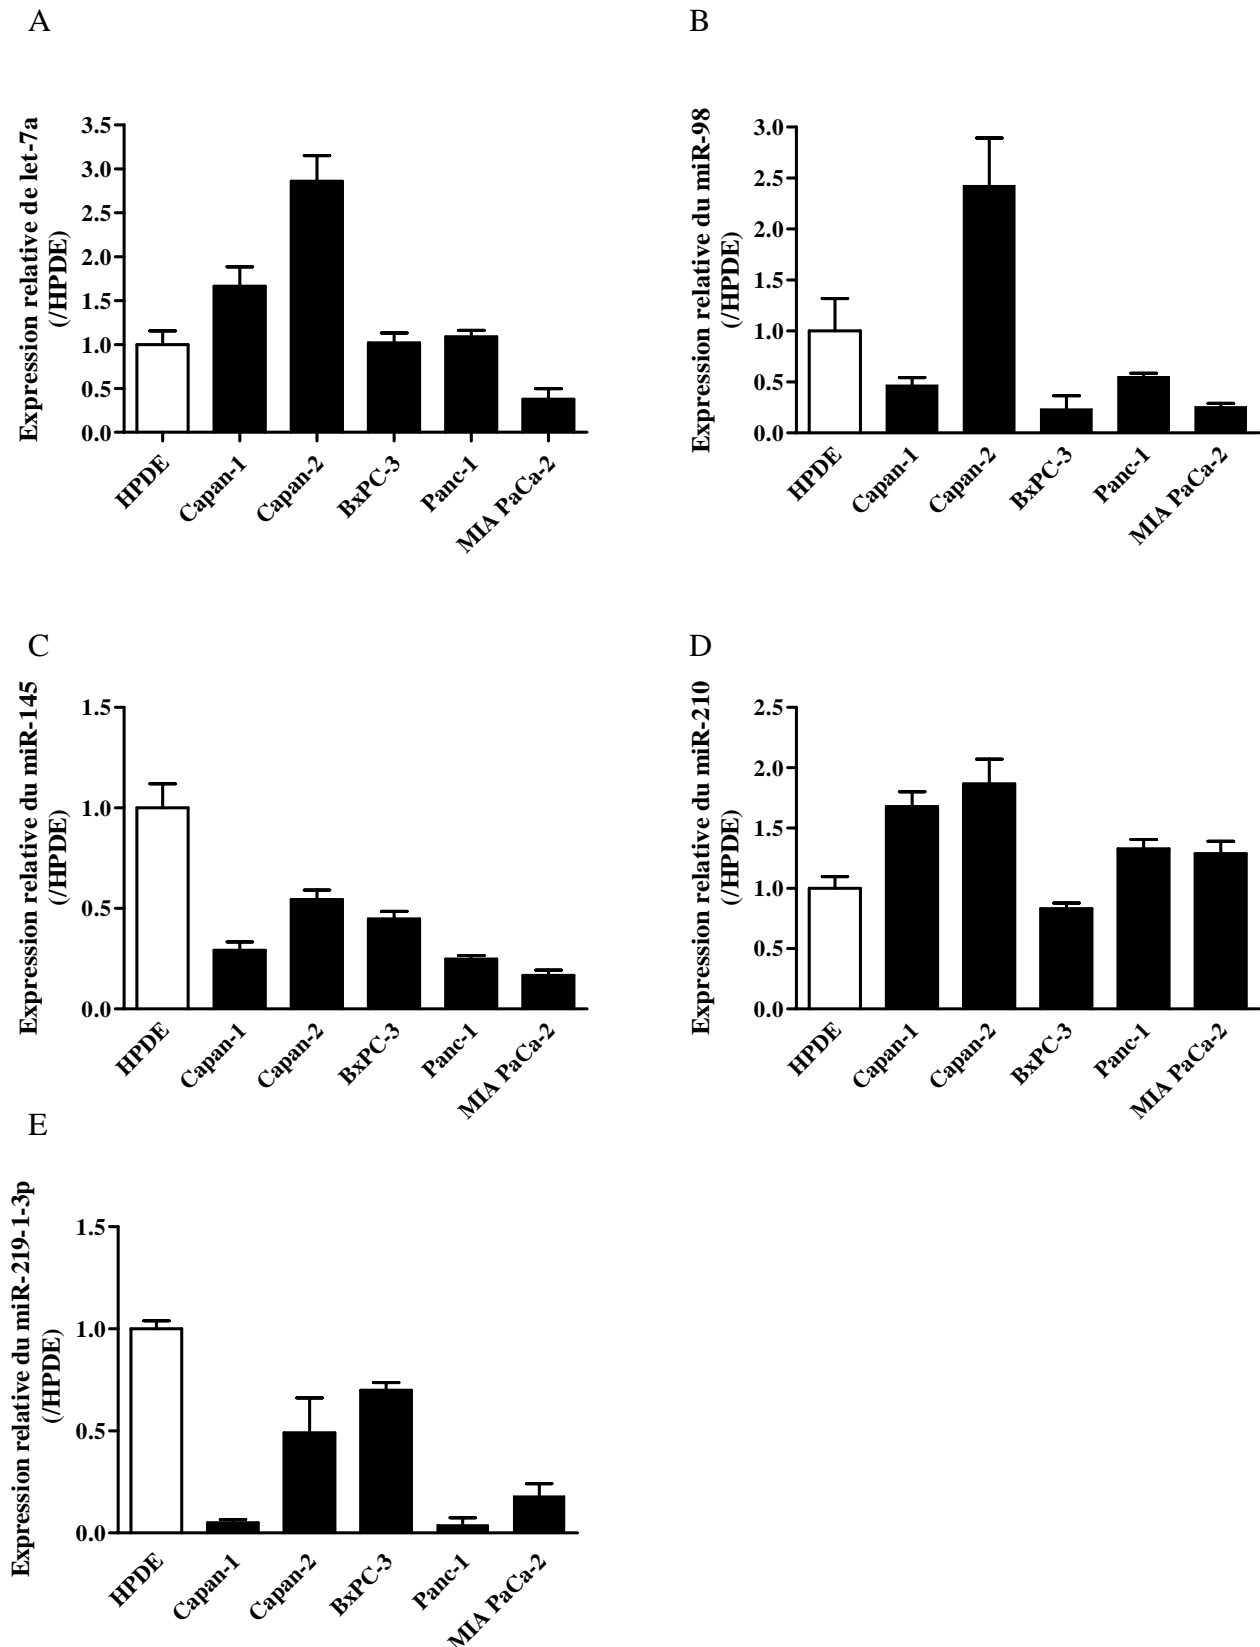 A
Expression relative de let-7a
(/HPDE)
3.5
3.0
2.5
2.0
1.5
1.0
0.5
0.0
HPDE
Capan-1
Capan-2
BxPC-3
Panc-1
MIA PaCa-2
B
Expression relative du miR-98
(/HPDE)
3.0
2.5
2.0
1.5
1.0
0.5
0.0
HPDE
Capan-1
Capan-2
BxPC-3
Panc-1
MIA PaCa-2
C
Expression relative du miR-145
(/HPDE)
1.5
1.0
0.5
0.0
HPDE
Capan-1
Capan-2
BxPC-3
Panc-1
MIA PaCa-2
D
Expression relative du miR-210
(/HPDE)
2.5
2.0
1.5
1.0
0.5
0.0
HPDE
Capan-1
Capan-2
BxPC-3
Panc-1
MIA PaCa-2
E
Expression relative du miR-219-1-3p
(/HPDE)
1.5
1.0
0.5
0.0
HPDE
Capan-1
Capan-2
BxPC-3
Panc-1
MIA PaCa-2